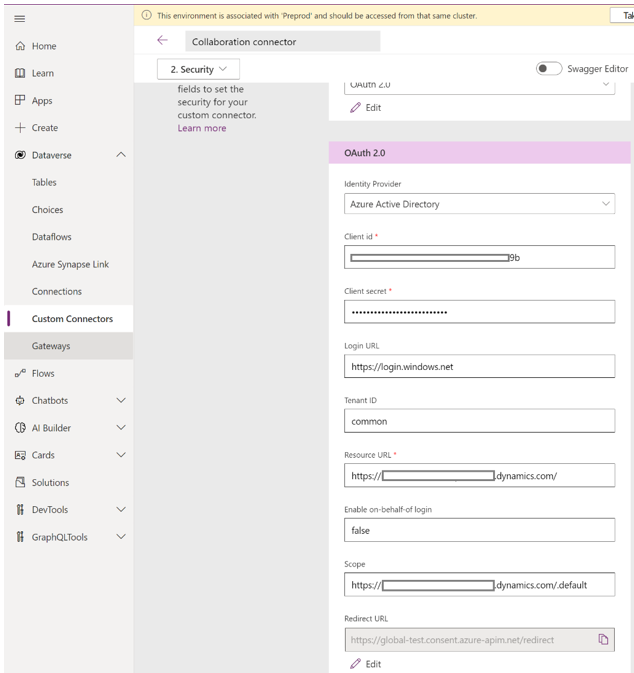 This environment is associated with 'Preprod' and should be accessed from that same cluster.
Tak
Home
Learn
Apps
Create
Dataverse
Tables
Choices
Dataflows
Azure Synapse Link
Connections
Custom Connectors
Gateways
Flows
Chatbots
AI Builder
Cards
Solutions
DevTools
GraphQLTools
Collaboration connector
2. Security
Swagger Editor
fields to set the
security for your
custom connector.
Learn more
OAuth 2.0
Edit
OAuth 2.0
Identity Provider
Azure Active Directory
Client id *
9b
Client secret *
••••••••••••••••••••••••••
Login URL
https://login.windows.net
Tenant ID
common
Resource URL *
https:// .dynamics.com/
Enable on-behalf-of login
false
Scope
https:// .dynamics.com/.default
Redirect URL
https://global-test.consent.azure-apim.net/redirect
Edit